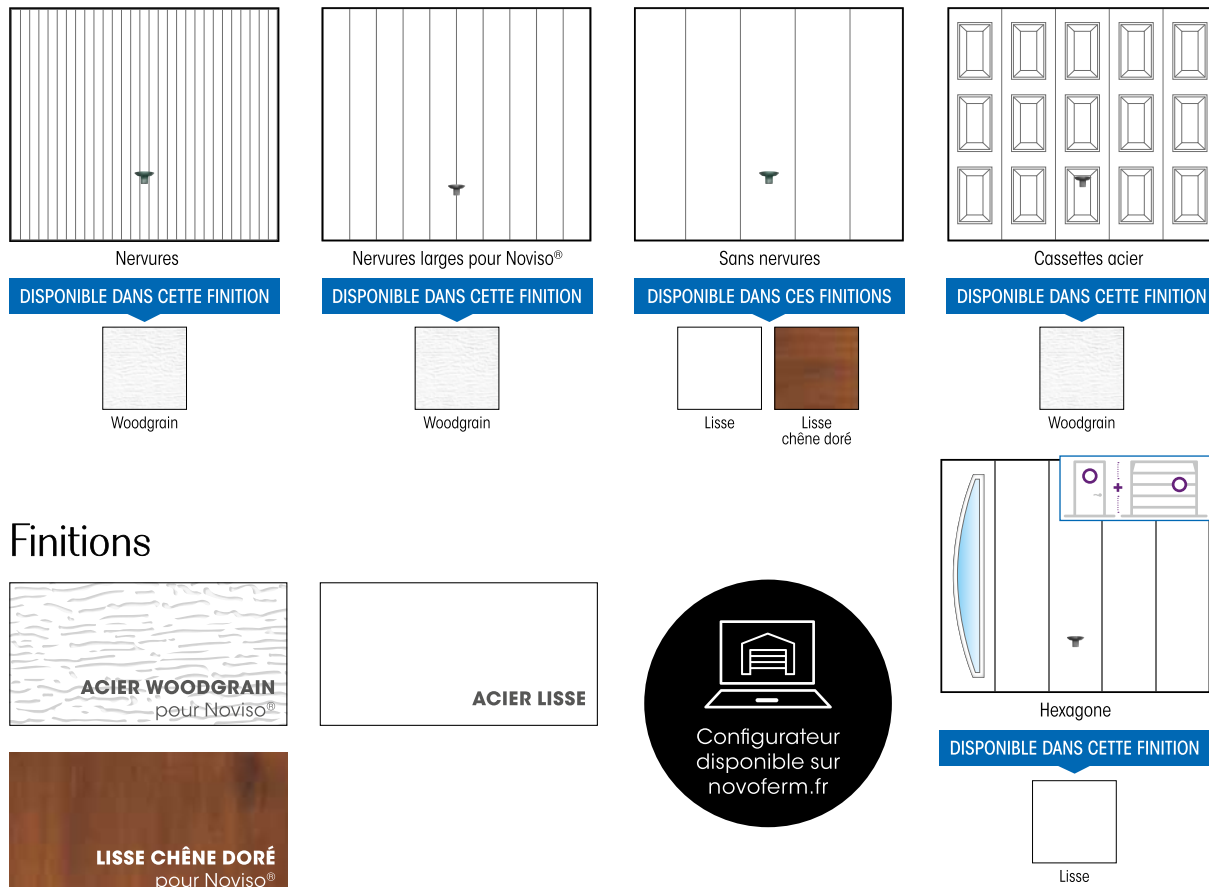 Nervures
Nervures larges pour Noviso®
Sans nervures
Cassettes acier
DISPONIBLE DANS CETTE FINITION
DISPONIBLE DANS CETTE FINITION
DISPONIBLE DANS CES FINITIONS
DISPONIBLE DANS CETTE FINITION
Woodgrain
Woodgrain
Lisse
Lisse
chêne doré
Woodgrain
Finitions
ACIER WOODGRAIN
pour Noviso®
ACIER LISSE
LISSE CHÊNE DORÉ
pour Noviso®
Configurateur
disponible sur
novoferm.fr
Hexagone
DISPONIBLE DANS CETTE FINITION
Lisse